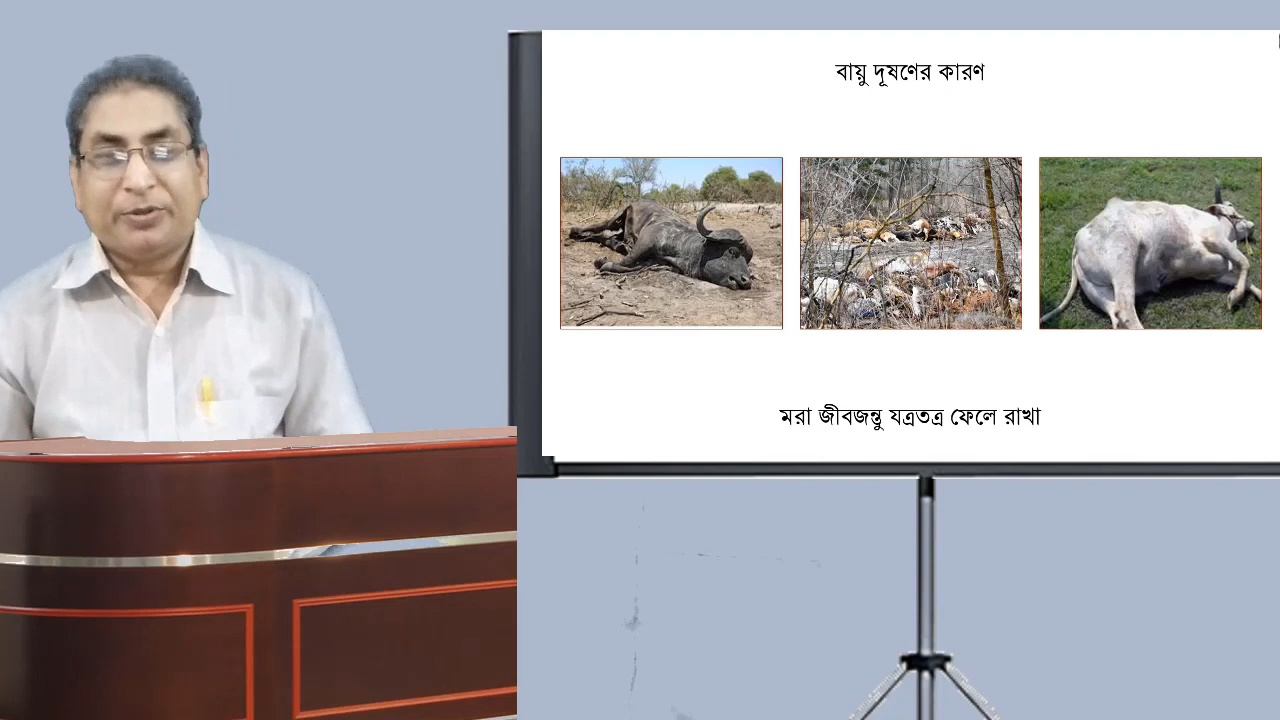 বায়ু দূষণের কারণ
মরা জীবজন্তু যত্রতত্র ফেলে রাখা